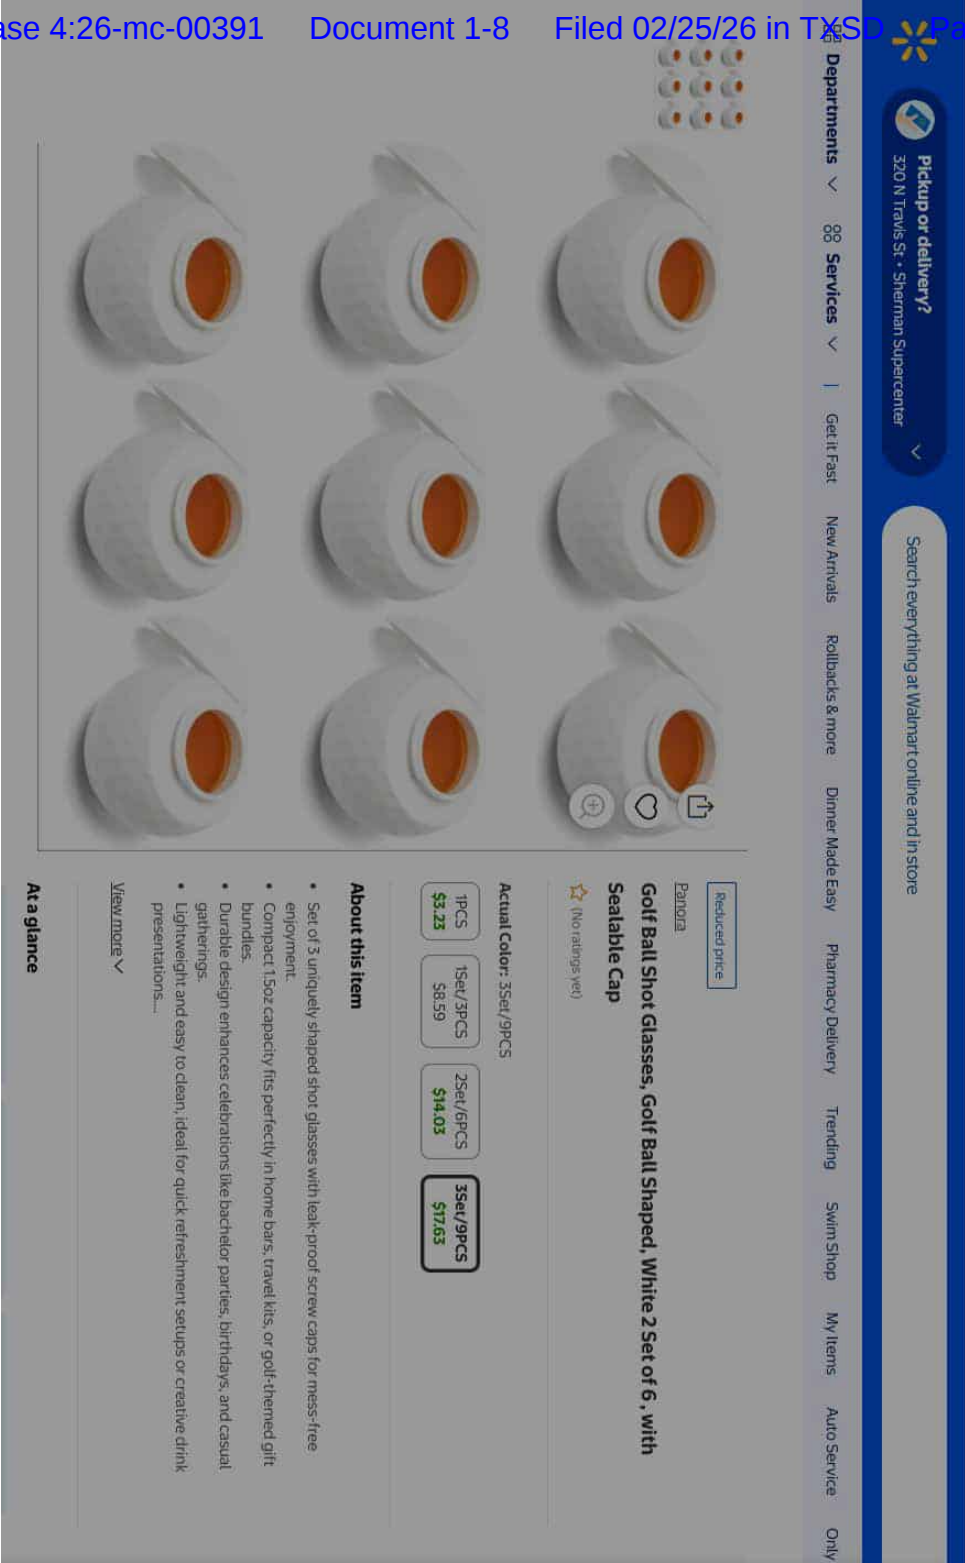 ase 4:26-mc-00391 Document 1-8 Filed 02/25/26 in TXSD Pa
Pickup or delivery?
320 N Travis St • Sherman Supercenter
Search everything at Walmart online and in store
Departments Services | Get it Fast New Arrivals Rollbacks & more Dinner Made Easy Pharmacy Delivery Trending Swim Shop My Items Auto Service Only
Reduced price
Panora
Golf Ball Shot Glasses, Golf Ball Shaped, White 2 Set of 6 , with
Sealable Cap
(No ratings yet)
Actual Color: 3Set/9PCS
1PCS 1Set/3PCS 2Set/6PCS 3Set/9PCS
$3.23 $8.59 $14.03 $17.63
About this item
• Set of 3 uniquely shaped shot glasses with leak-proof screw caps for mess-free
enjoyment.
• Compact 1.5oz capacity fits perfectly in home bars, travel kits, or golf-themed gift
bundles.
• Durable design enhances celebrations like bachelor parties, birthdays, and casual
gatherings.
• Lightweight and easy to clean, ideal for quick refreshment setups or creative drink
presentations....
View more
At a glance